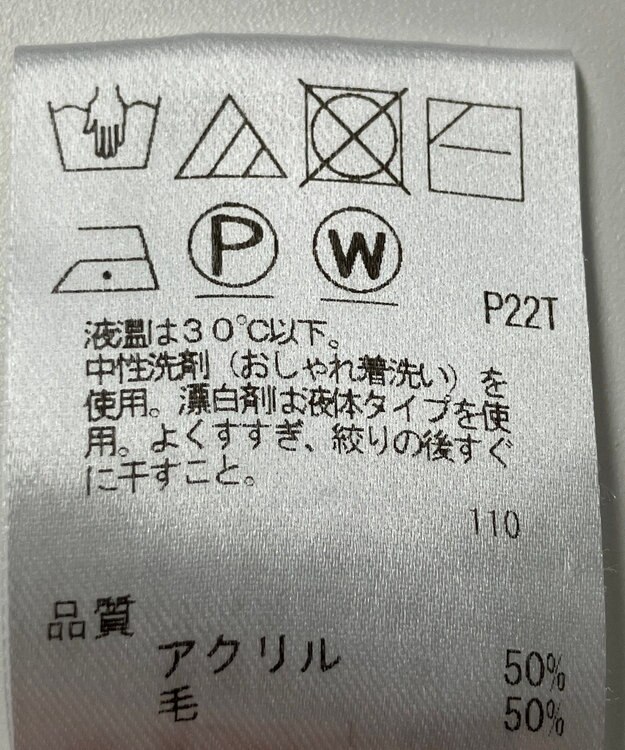 P W
P22T
液温は30℃以下。
中性洗剤（おしゃれ着洗い）を
使用。漂白剤は液体タイプを使
用。よくすすぎ、絞りの後すぐ
に干すこと。
110
品質
アクリル 50%
毛 50%